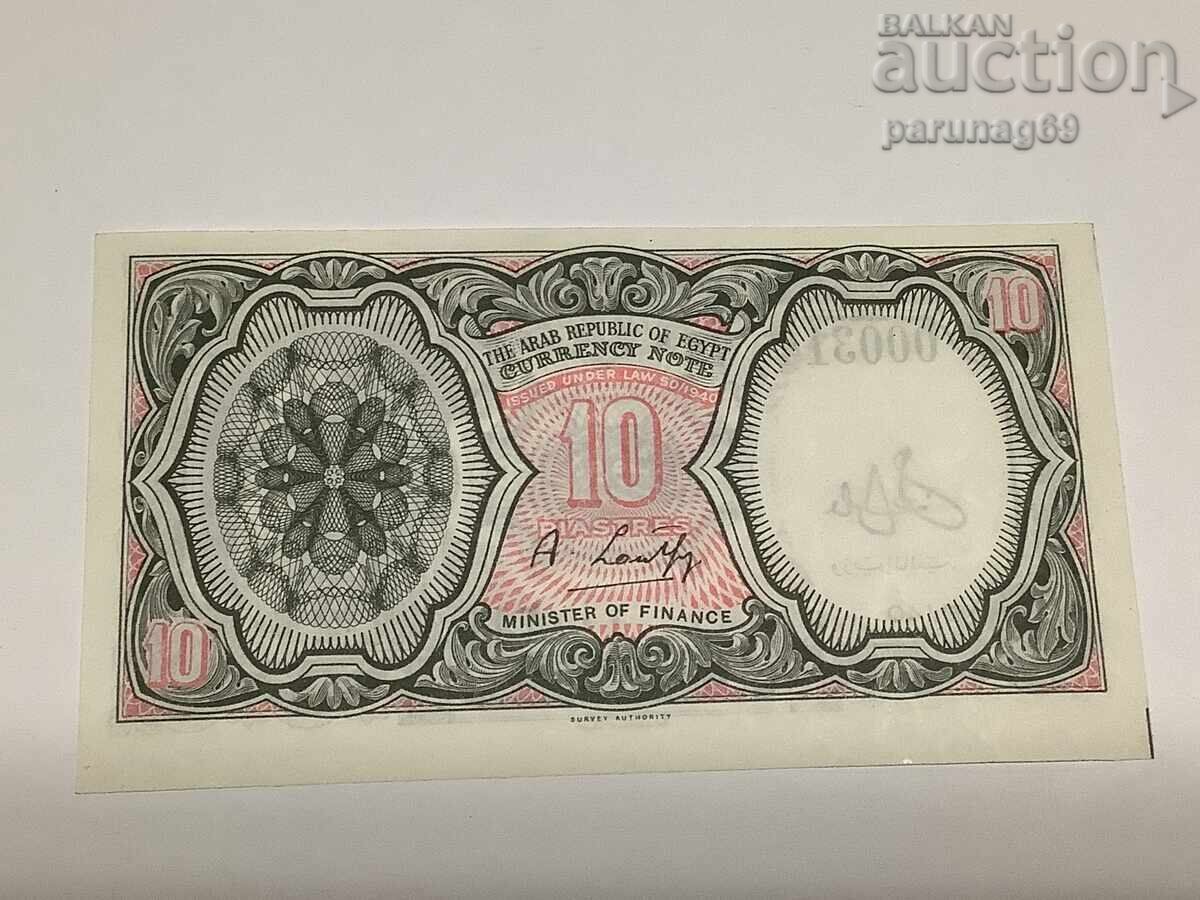 BALKAN
auction
parunag69
THE ARAB REPUBLIC OF EGYPT
CURRENCY NOTE
ISSUED UNDER LAW 50/1940
10
10
10
PIASTRES
A Loutfy
MINISTER OF FINANCE
SURVEY AUTHORITY